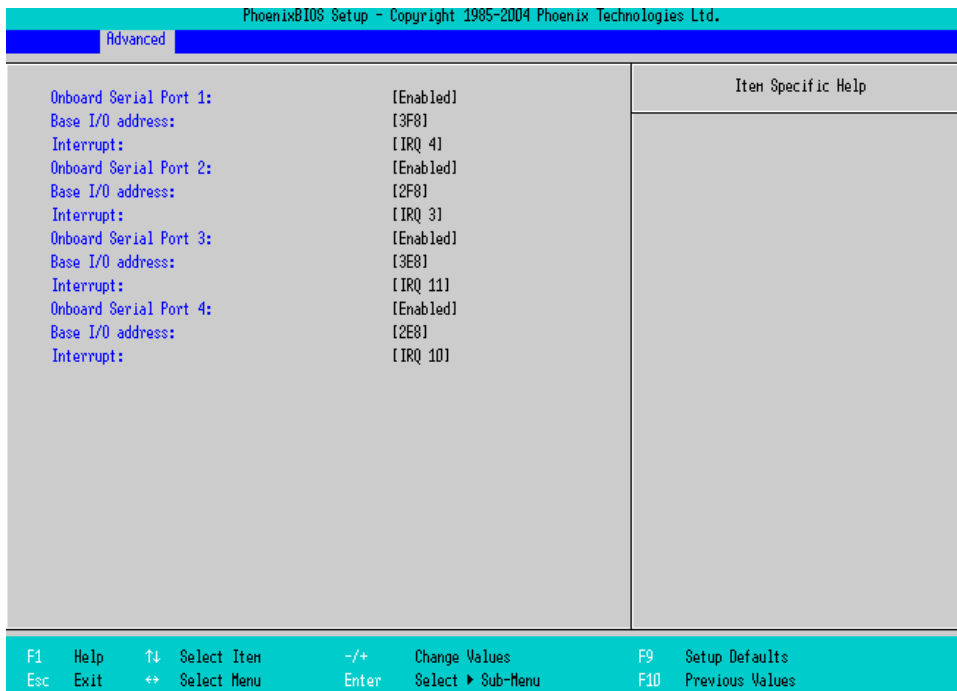 PhoenixBIOS Setup - Copyright 1985-2004 Phoenix Technologies Ltd.
Advanced
Item Specific Help
Onboard Serial Port 1: [Enabled]
Base I/O address: [3F8]
Interrupt: [IRQ 4]
Onboard Serial Port 2: [Enabled]
Base I/O address: [2F8]
Interrupt: [IRQ 3]
Onboard Serial Port 3: [Enabled]
Base I/O address: [3E8]
Interrupt: [IRQ 11]
Onboard Serial Port 4: [Enabled]
Base I/O address: [2E8]
Interrupt: [IRQ 10]
F1 Help ↑↓ Select Item -/+ Change Values F9 Setup Defaults
Esc Exit ↔ Select Menu Enter Select ▶ Sub-Menu F10 Previous Values